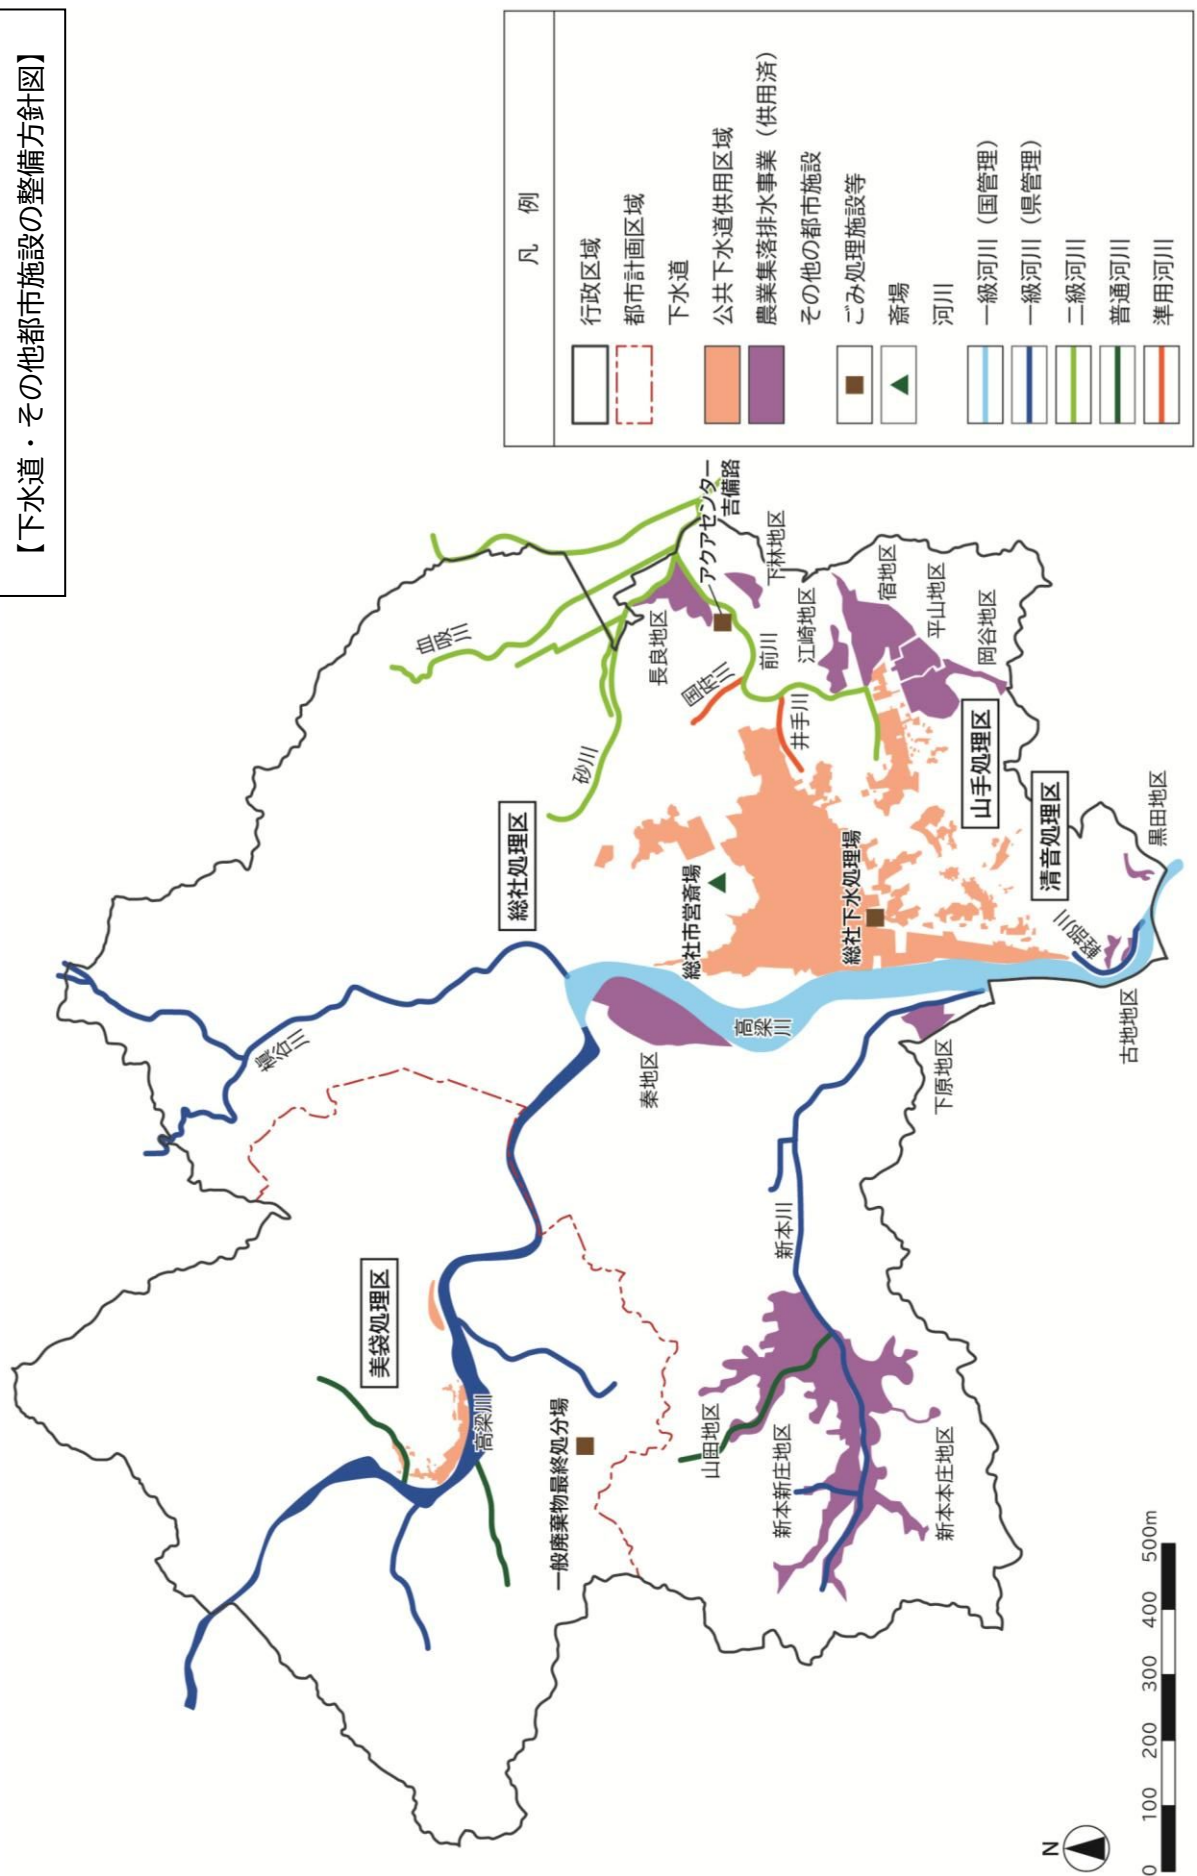 【下水道・その他都市施設の整備方針図】
凡　例
行政区域
都市計画区域
下水道
公共下水道供用区域
農業集落排水事業（供用済）
その他の都市施設
ごみ処理施設等
斎場
河川
一級河川（国管理）
一級河川（県管理）
二級河川
普通河川
準用河川
血吸川
砂川
長良地区
アクアセンター
吉備路
下林地区
国府川
前川
井手川
江崎地区
宿地区
平山地区
岡谷地区
山手処理区
総社処理区
総社市営斎場
総社下水処理場
清音処理区
黒田地区
軽部川
古地地区
槇谷川
高梁川
秦地区
下原地区
新本川
美袋処理区
高梁川
一般廃棄物最終処分場
山田地区
新本新庄地区
新本本庄地区
N
0 100 200 300 400 500m